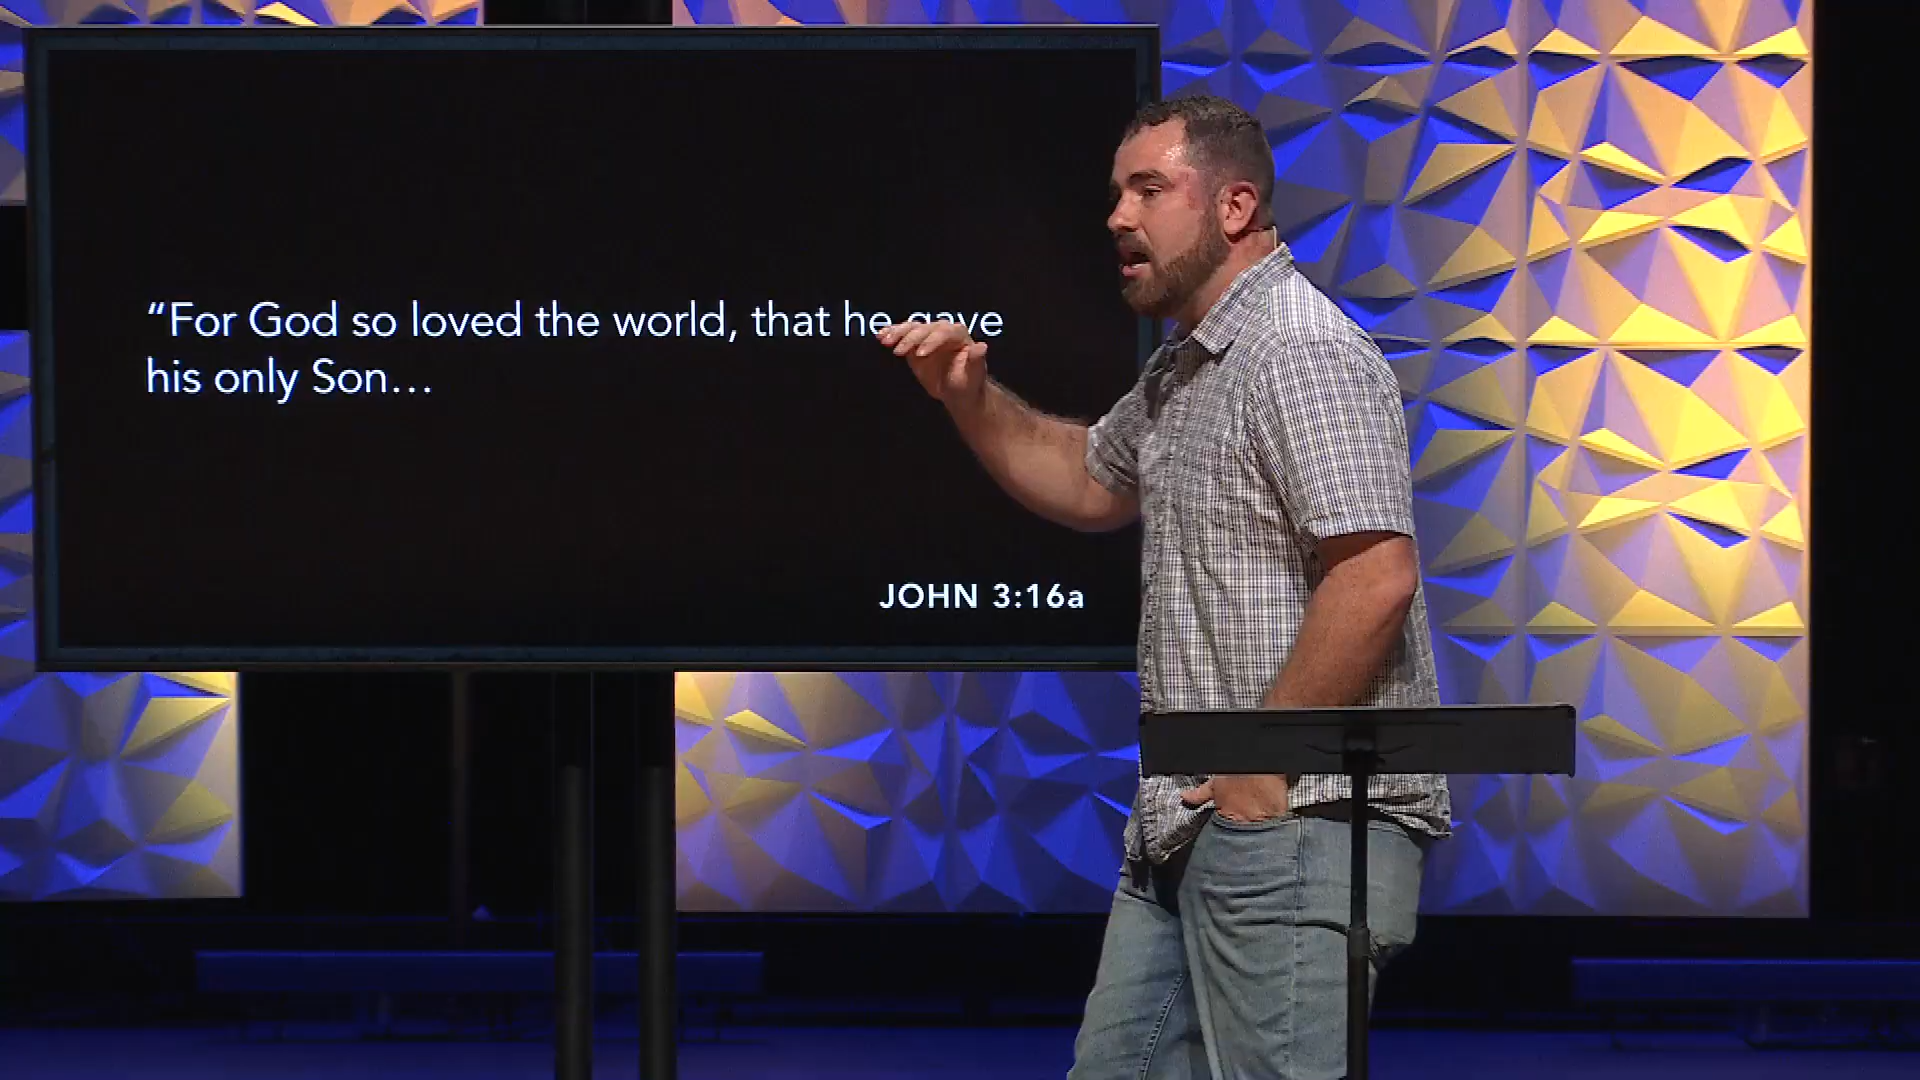 “For God so loved the world, that he gave
his only Son…
JOHN 3:16a